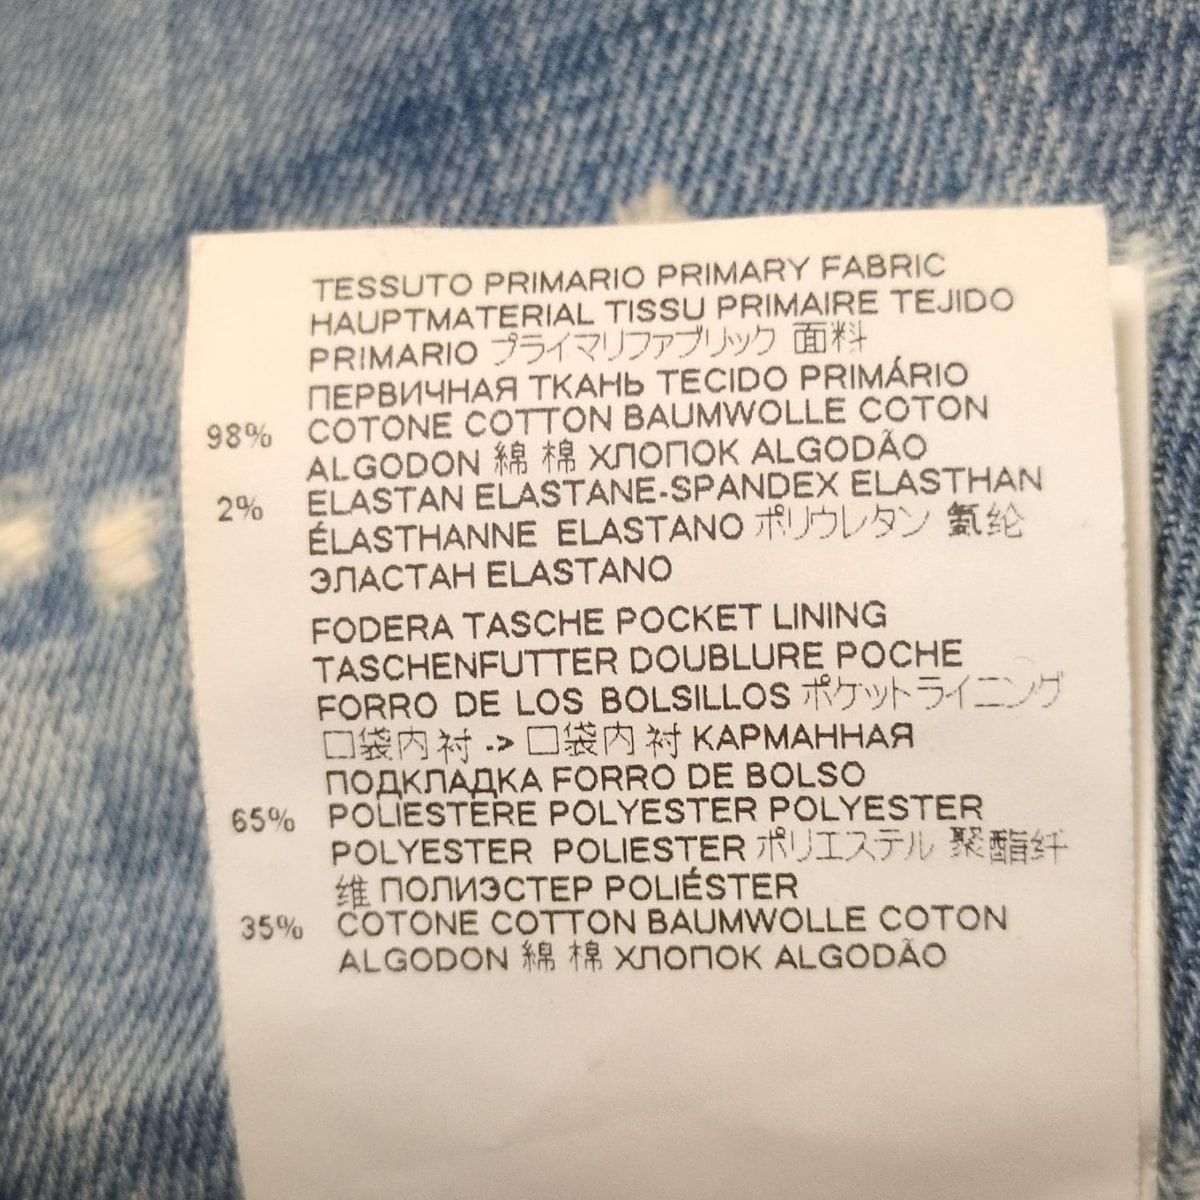 TESSUTO PRIMARIO PRIMARY FABRIC
HAUPTMATERIAL TISSU PRIMAIRE TEJIDO
PRIMARIO プライマリファブリック 面料
ПЕРВИЧНАЯ ТКАНЬ TECIDO PRIMÁRIO
98% COTONE COTTON BAUMWOLLE COTON
ALGODON 綿 棉 ХЛОПОК ALGODÃO
2% ELASTAN ELASTANE-SPANDEX ELASTHAN
ÉLASTHANNE ELASTANO ポリウレタン 氨纶
ЭЛАСТАН ELASTANO
FODERA TASCHE POCKET LINING
TASCHENFUTTER DOUBLURE POCHE
FORRO DE LOS BOLSILLOS ポケットライニング
口袋内衬 -> 口袋内衬 КАРМАННАЯ
ПОДКЛАДКА FORRO DE BOLSO
65% POLIESTERE POLYESTER POLYESTER
POLYESTER POLIESTER ポリエステル 聚酯纤
维 ПОЛИЭСТЕР POLIÉSTER
35% COTONE COTTON BAUMWOLLE COTON
ALGODON 綿 棉 ХЛОПОК ALGODÃO